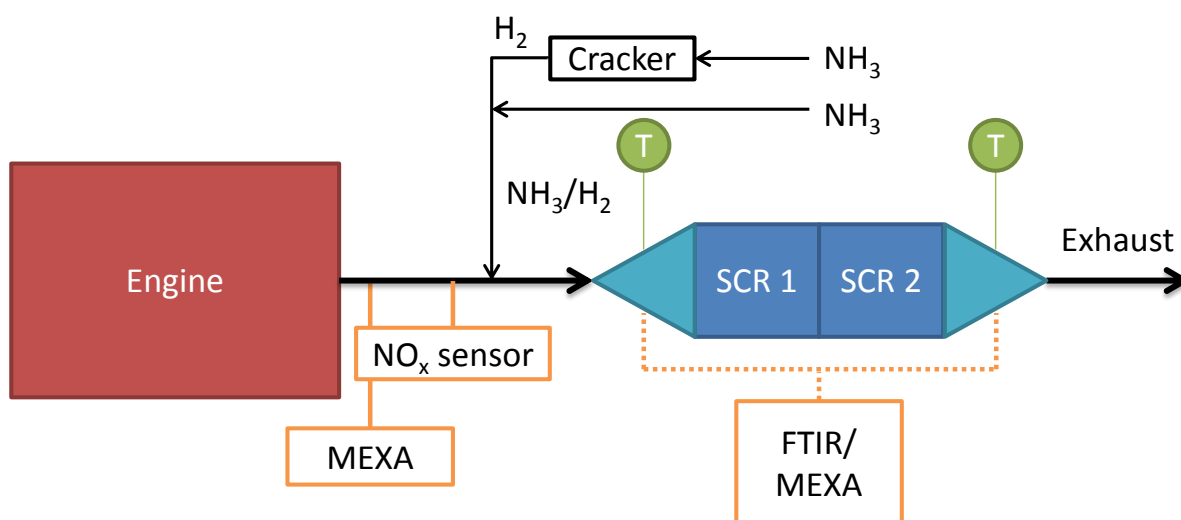 H₂
Cracker
NH₃
NH₃
T
T
NH₃/H₂
Exhaust
Engine
SCR 1
SCR 2
NOₓ sensor
MEXA
FTIR/
MEXA